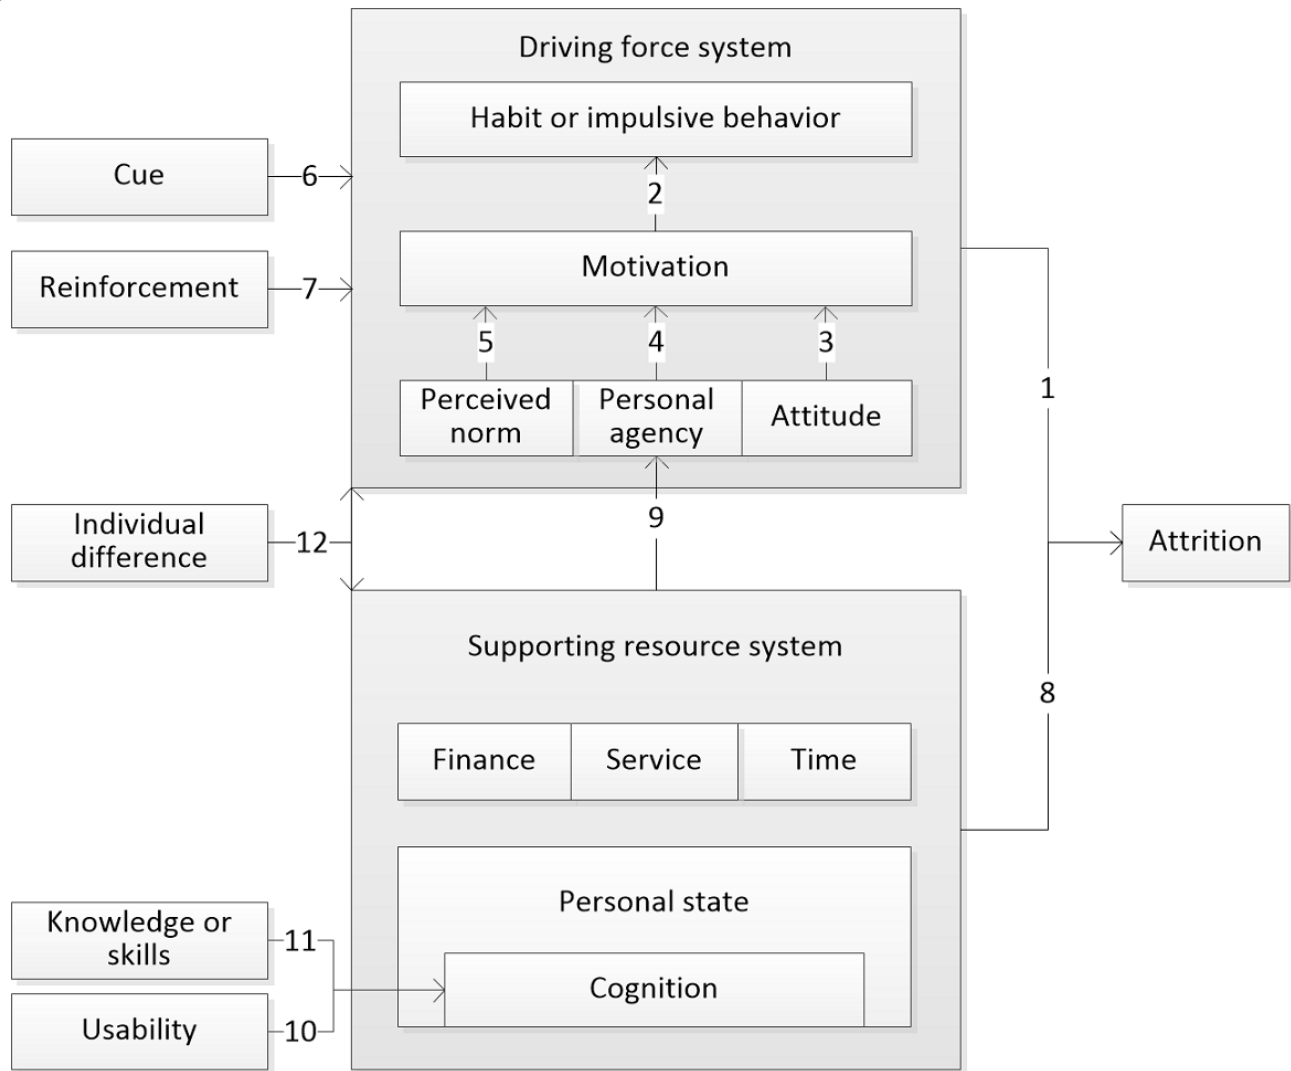 Driving force system
Habit or impulsive behavior
Cue
6
2
Motivation
Reinforcement
7
5
4
3
1
Perceived
norm
Personal
agency
Attitude
Individual
difference
12
9
Attrition
Supporting resource system
8
Finance
Service
Time
Personal state
Knowledge or
skills
11
Cognition
Usability
10